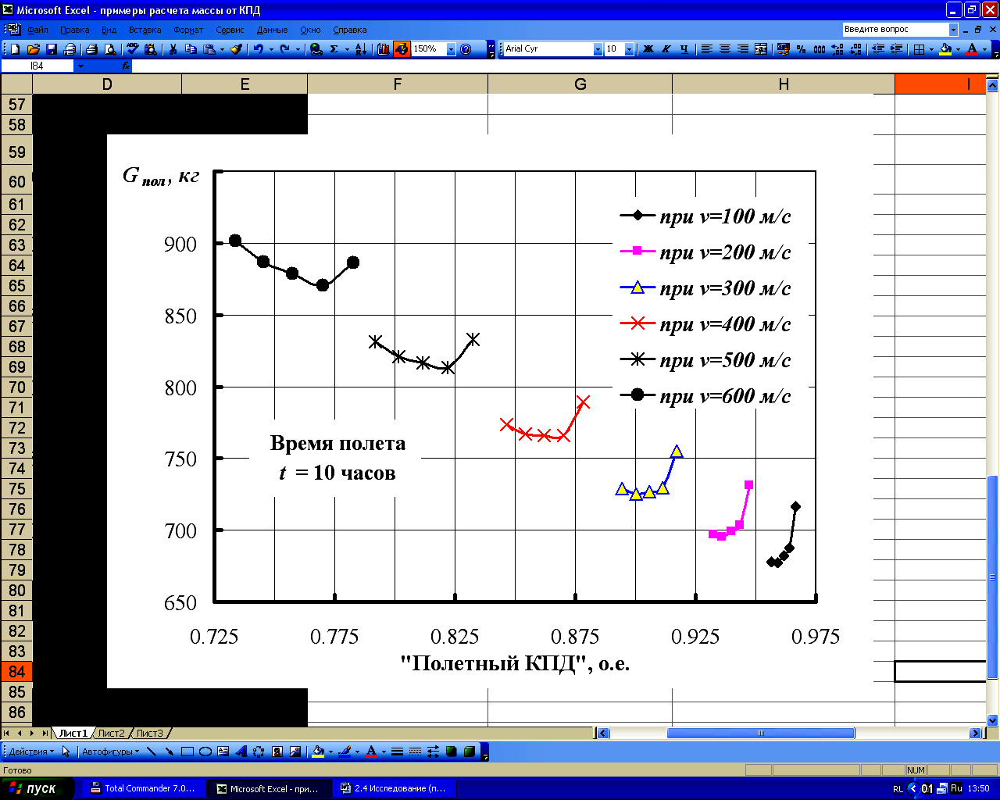 Microsoft Excel - примеры расчета массы от КПД
Файл Правка Вид Вставка Формат Сервис Данные Окно Справка Введите вопрос
150% Arial Cyr 10 Ж К Ч
I84 fx
D E F G H I
57
58
59
60
61
62
63
64
65
66
67
68
69
70
71
72
73
74
75
76
77
78
79
80
81
82
83
84
85
86
G пол, кг
900
850
800
750
700
650
при v=100 м/с
при v=200 м/с
при v=300 м/с
при v=400 м/с
при v=500 м/с
при v=600 м/с
Время полета
t = 10 часов
0.725 0.775 0.825 0.875 0.925 0.975
"Полетный КПД", о.е.
Лист1 Лист2 Лист3
Действия Автофигуры
Готово NUM
пуск Total Commander 7.0... Microsoft Excel - при... 2.4 Исследование (п... RL 01 Ru 13:50